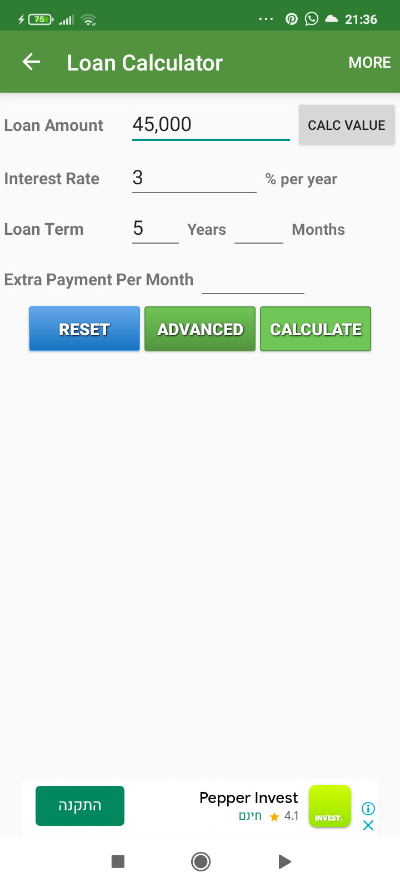 75 21:36
Loan Calculator MORE
Loan Amount 45,000 CALC VALUE
Interest Rate 3 % per year
Loan Term 5 Years Months
Extra Payment Per Month
RESET ADVANCED CALCULATE
התקנה
Pepper Invest
חינם ★ 4.1
INVEST.